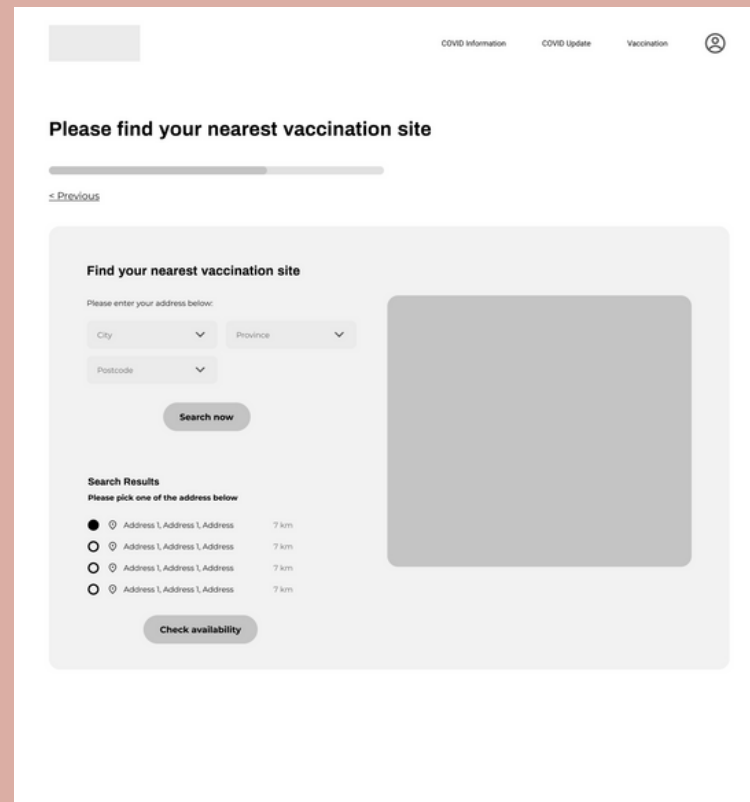 COVID Information COVID Update Vaccination
Please find your nearest vaccination site
< Previous
Find your nearest vaccination site
Please enter your address below:
City Province
Postcode
Search now
Search Results
Please pick one of the address below
Address 1, Address 1, Address 7 km
Address 1, Address 1, Address 7 km
Address 1, Address 1, Address 7 km
Address 1, Address 1, Address 7 km
Check availability